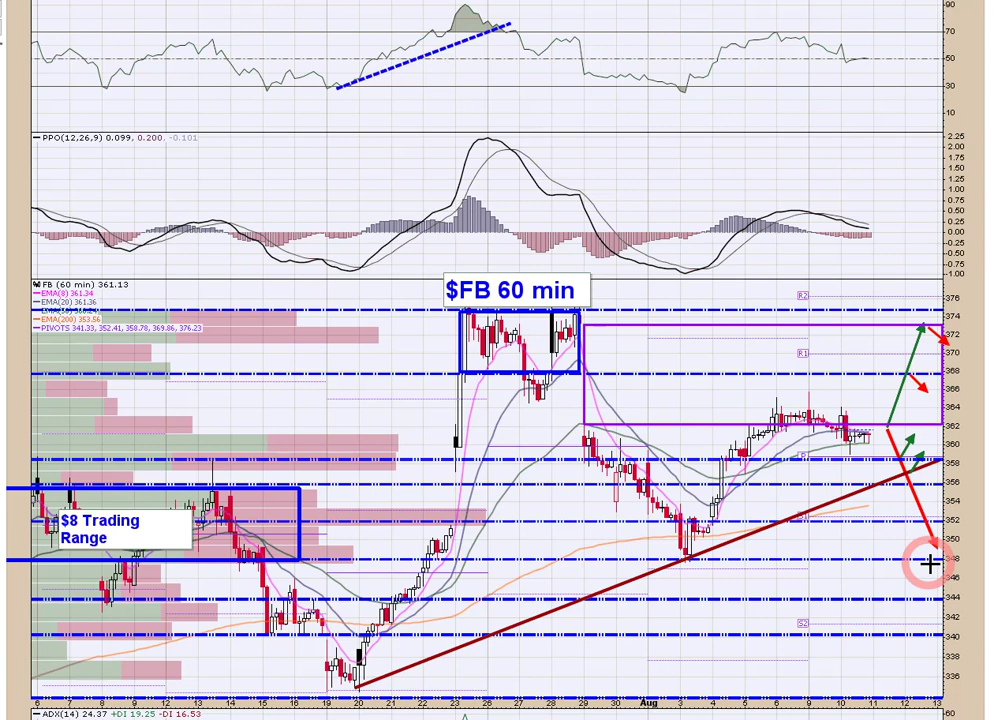 90
70
50
30
10
PPO(12,26,9) 0.099, 0.200, -0.101
2.25
2.00
1.75
1.50
1.25
1.00
0.75
0.50
0.25
0.00
-0.25
-0.50
-0.75
-1.00
$FB 60 min
FB (60 min) 361.13
EMA(8) 361.34
EMA(20) 361.36
EMA(200) 353.56
PIVOTS 341.33, 352.41, 358.78, 369.86, 376.23
R2
R1
P
S2
376
374
372
370
368
366
364
362
360
358
356
354
352
350
348
346
344
342
340
338
336
$8 Trading
Range
6 7 8 9 12 13 14 15 16 19 20 21 22 23 26 27 28 29 30 Aug 3 4 5 6 9 10 11 12 13
ADX(14) 24.37 +DI 19.25 -DI 16.53
60